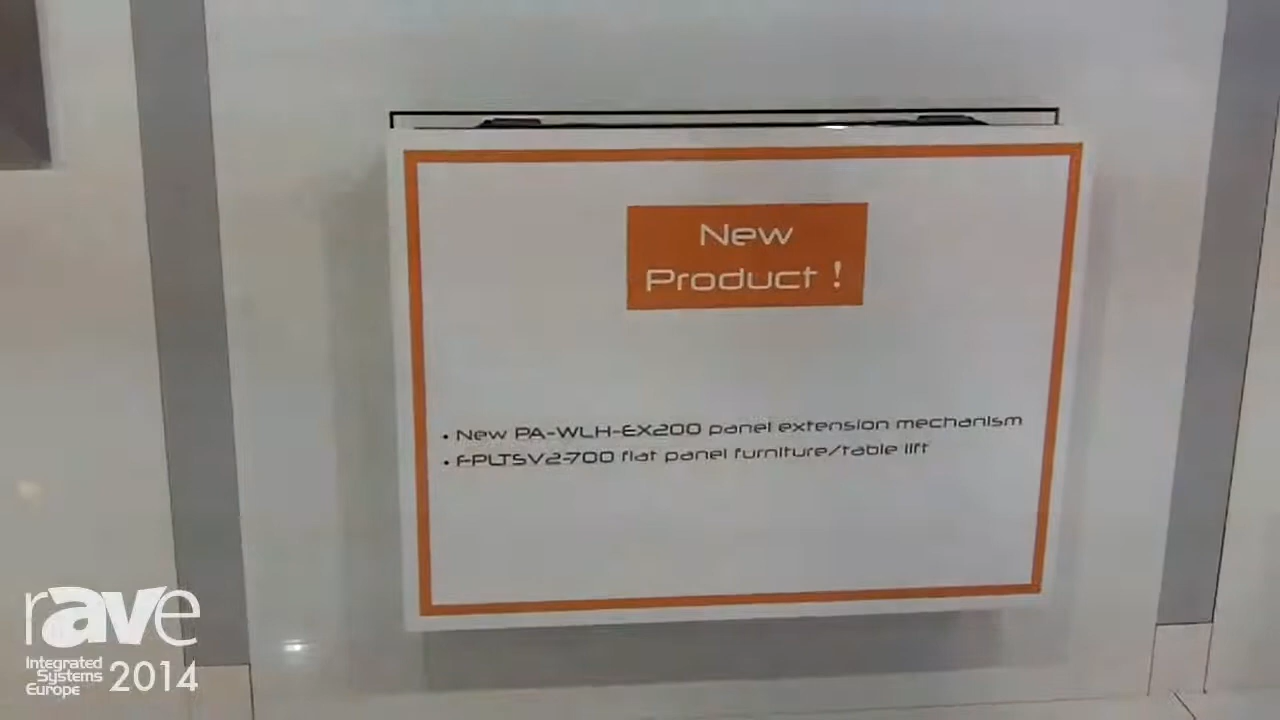 New
Product !
• New PA-WLH-EX200 panel extension mechanism
• F-PLTSV2-700 flat panel furniture/table lift
rave
Integrated
Systems
Europe 2014